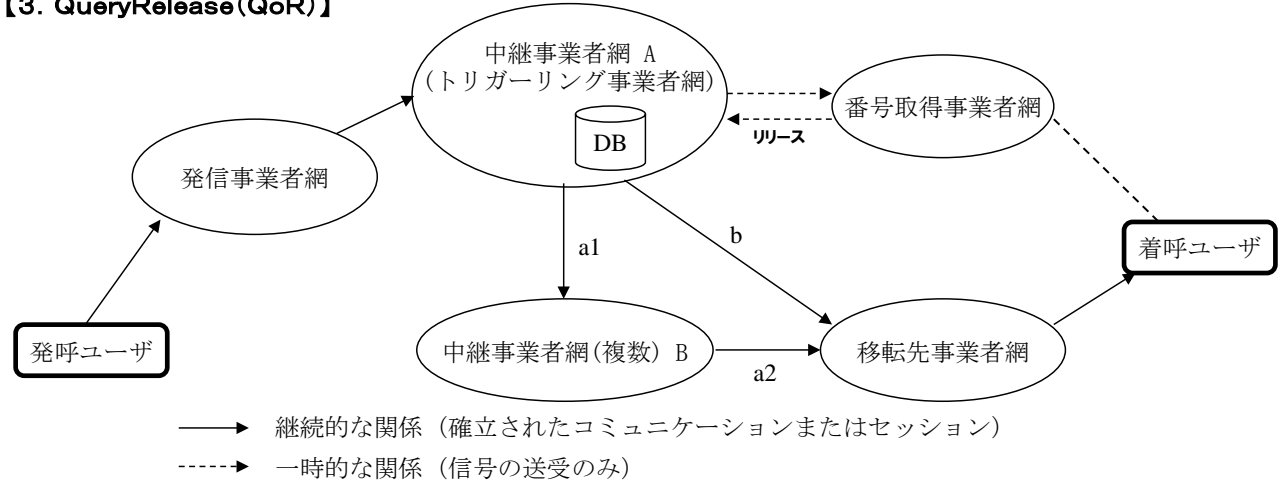 【3. QueryRelease(QoR)】
中継事業者網 A
(トリガーリング事業者網)
DB
番号取得事業者網
リリース
発信事業者網
a1
b
着呼ユーザ
発呼ユーザ
中継事業者網(複数) B
a2
移転先事業者網
継続的な関係 (確立されたコミュニケーションまたはセッション)
一時的な関係 (信号の送受のみ)